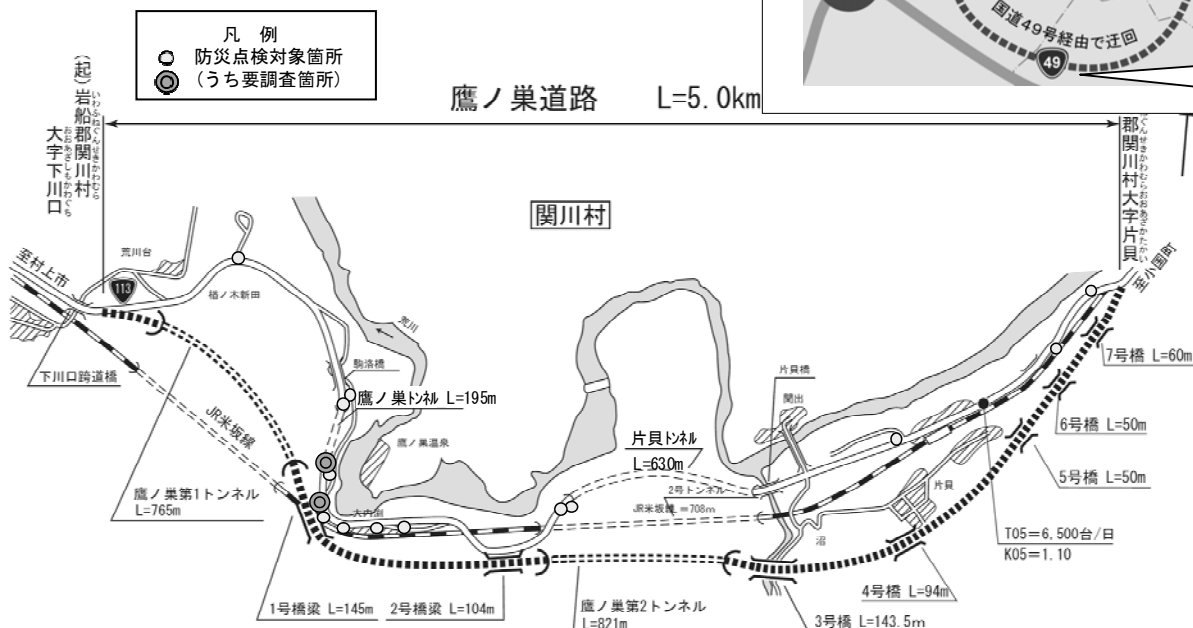 凡 例
防災点検対象箇所
(うち要調査箇所)
国道49号経由で迂回
49
鷹ノ巣道路 L=5.0km
(起)岩船郡関川村
いわふねぐんせきかわむら
大字下川口
おおあざしもかわぐち
郡関川村大字片貝
ぐんせきかわむらおおあざかたかい
関川村
至村上市
荒川台
113
楢ノ木新田
荒川
至小国町
下川口跨道橋
駒洛橋
鷹ノ巣トンネル L=195m
JR米坂線
鷹ノ巣温泉
片貝トンネル
L=630m
片貝橋
関出
7号橋 L=60m
6号橋 L=50m
5号橋 L=50m
鷹ノ巣第1トンネル
L=765m
大内渕
2号トンネル
JR米坂線 =708m
片貝
沼
T05=6,500台/日
K05=1.10
4号橋 L=94m
1号橋梁 L=145m
2号橋梁 L=104m
鷹ノ巣第2トンネル
L=821m
3号橋 L=143.5m